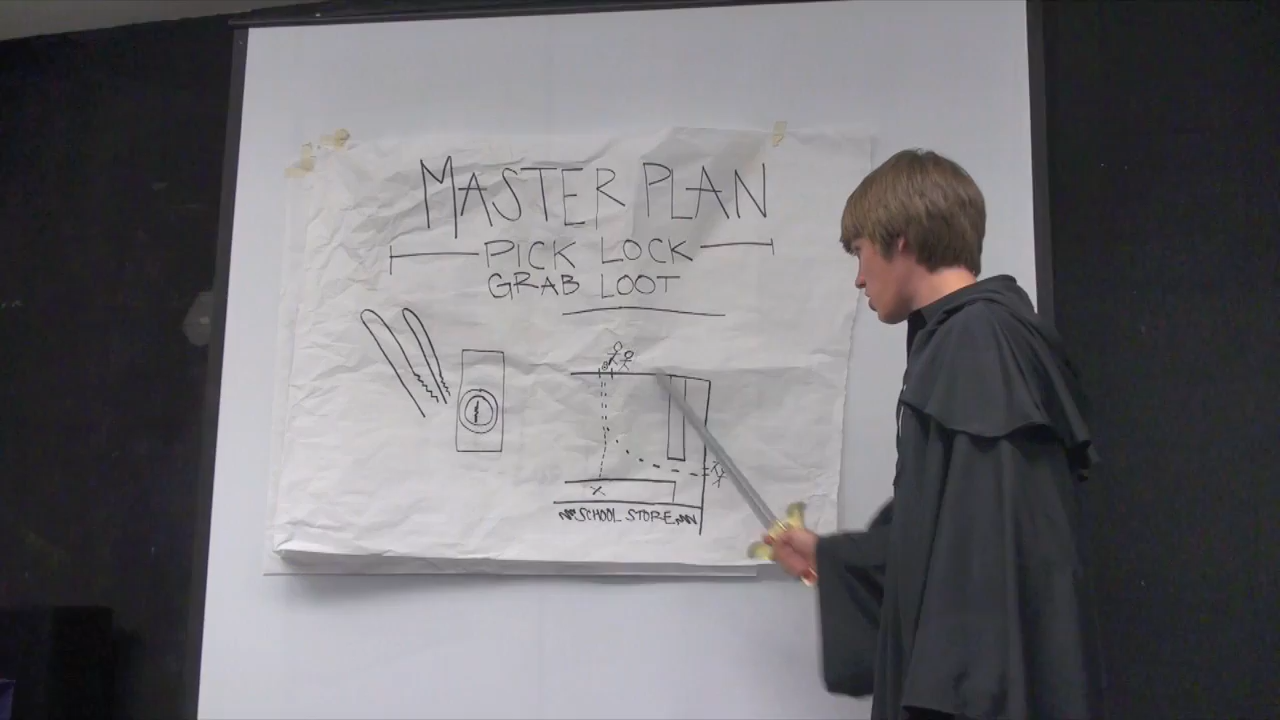 MASTER PLAN
PICK LOCK
GRAB LOOT
X
SCHOOL STORE